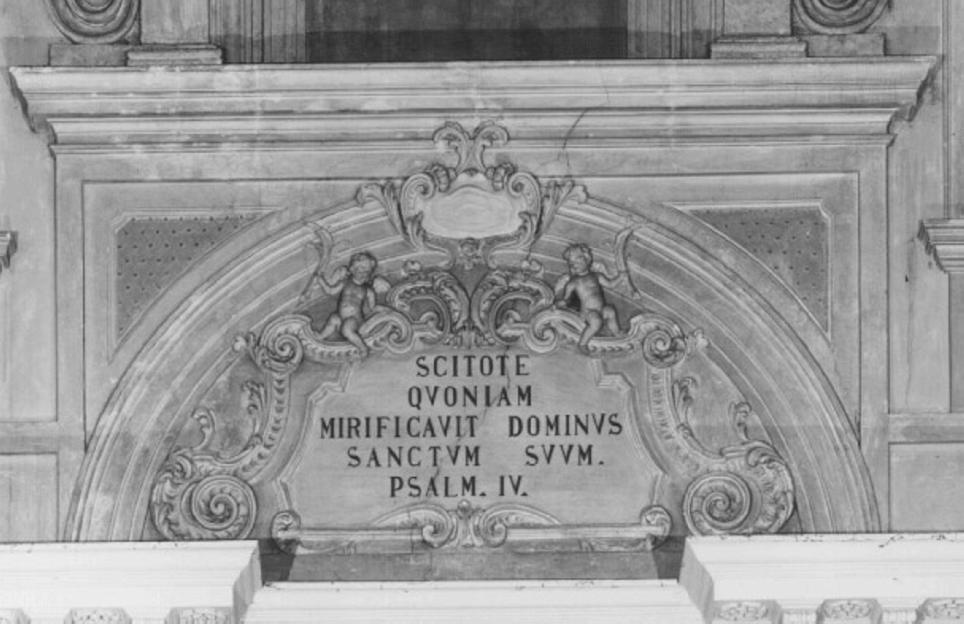 SCITOTE
QVONIAM
MIRIFICAVIT DOMINVS
SANCTVM SVVM.
PSALM. IV.